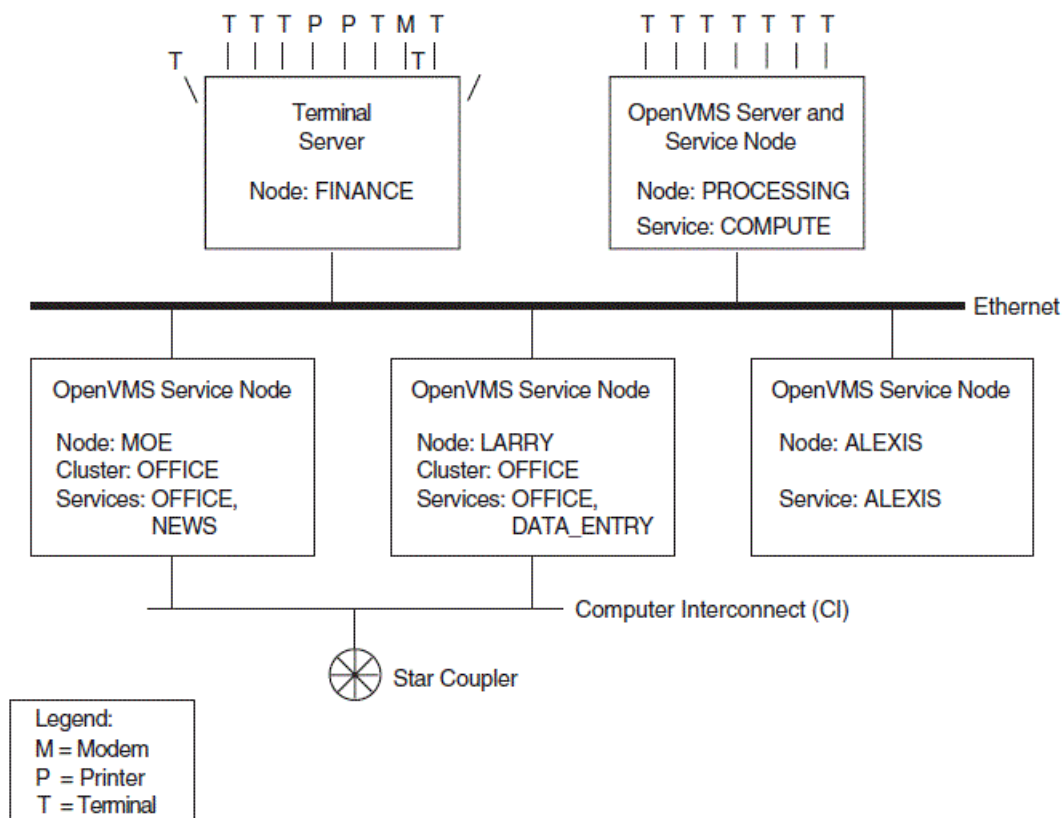 T T T P P T M T
T
T
T T T T T T T
Terminal
Server
Node: FINANCE
OpenVMS Server and
Service Node
Node: PROCESSING
Service: COMPUTE
Ethernet
OpenVMS Service Node
Node: MOE
Cluster: OFFICE
Services: OFFICE,
NEWS
OpenVMS Service Node
Node: LARRY
Cluster: OFFICE
Services: OFFICE,
DATA_ENTRY
OpenVMS Service Node
Node: ALEXIS
Service: ALEXIS
Computer Interconnect (CI)
Star Coupler
Legend:
M = Modem
P = Printer
T = Terminal